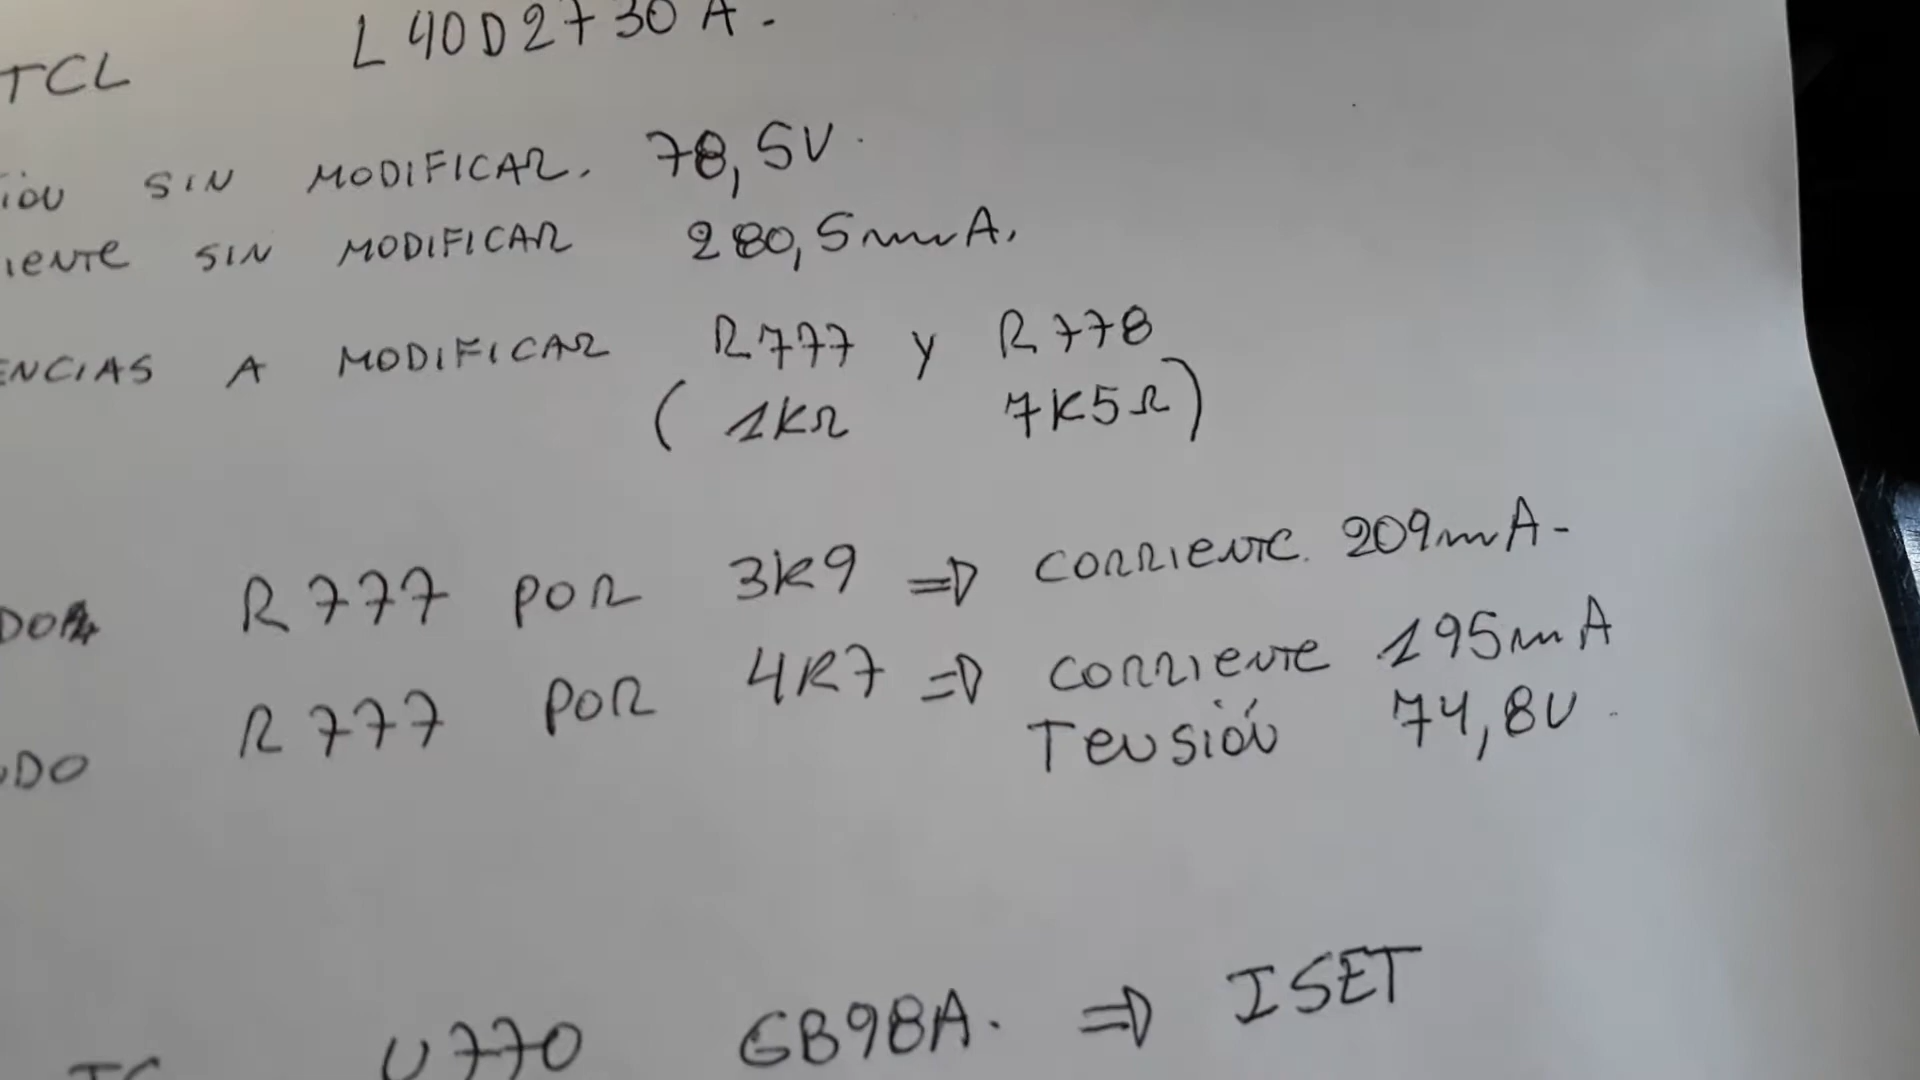 L40D2730A.
TCL
SIN MODIFICAR. 78,5V.
SIN MODIFICAR 280,5mA.
A MODIFICAR R777 y R778
(1KΩ 7K5Ω)
R777 POR 3K9 => CORRIENTE. 209mA-
R777 POR 4K7 => CORRIENTE 195mA
TENSIÓN 74,8V.
U770 GB98A. => ISET